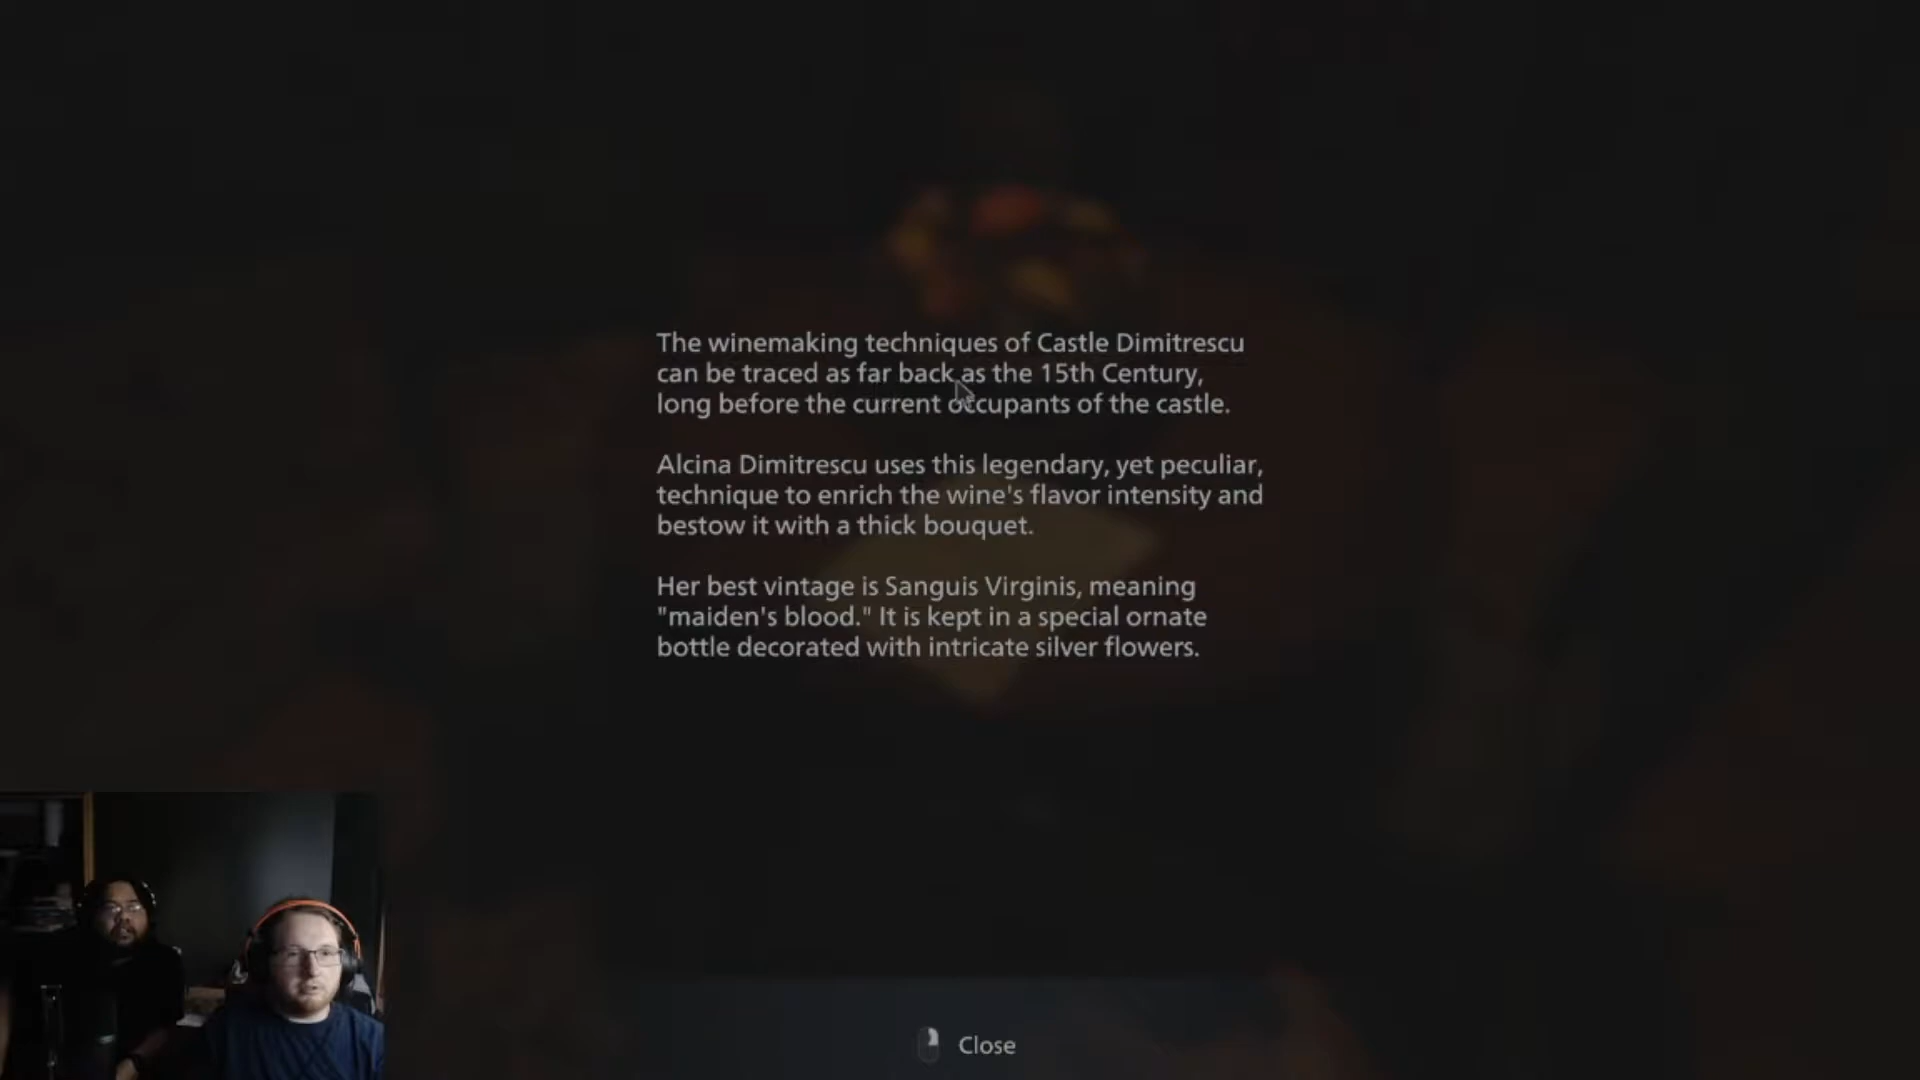 The winemaking techniques of Castle Dimitrescu
can be traced as far back as the 15th Century,
long before the current occupants of the castle.
Alcina Dimitrescu uses this legendary, yet peculiar,
technique to enrich the wine's flavor intensity and
bestow it with a thick bouquet.
Her best vintage is Sanguis Virginis, meaning
"maiden's blood." It is kept in a special ornate
bottle decorated with intricate silver flowers.
Close